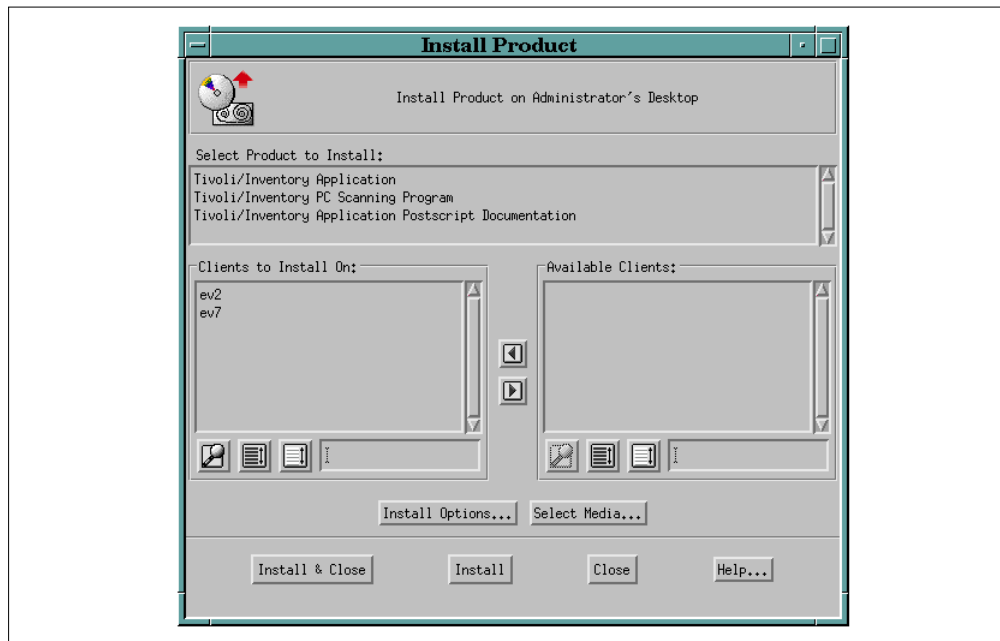 Install Product
Install Product on Administrator's Desktop
Select Product to Install:
Tivoli/Inventory Application
Tivoli/Inventory PC Scanning Program
Tivoli/Inventory Application Postscript Documentation
Clients to Install On:
Available Clients:
ev2
ev7
Install Options...
Select Media...
Install & Close
Install
Close
Help...